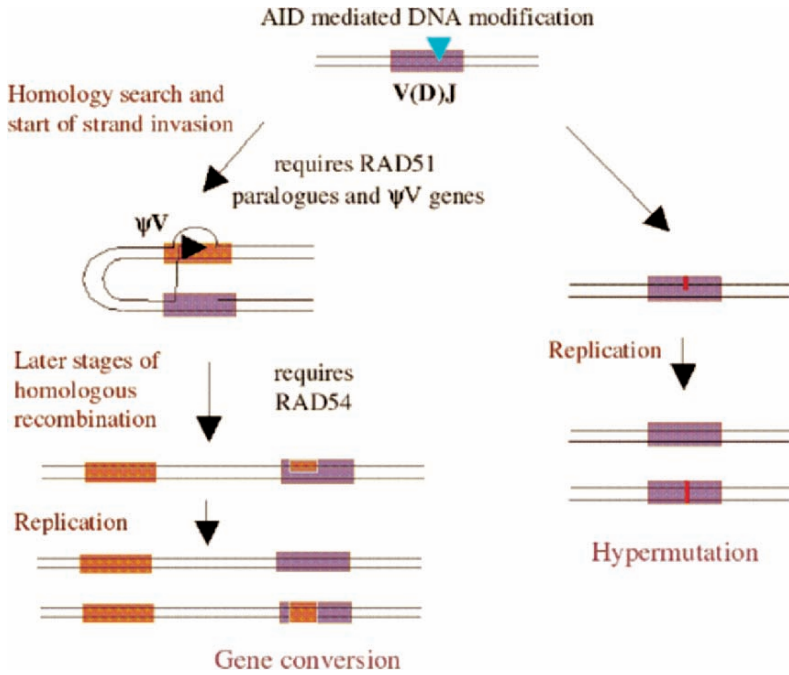 AID mediated DNA modification
V(D)J
Homology search and
start of strand invasion
requires RAD51
paralogues and ψV genes
ψV
Later stages of
homologous
recombination
requires
RAD54
Replication
Replication
Hypermutation
Gene conversion